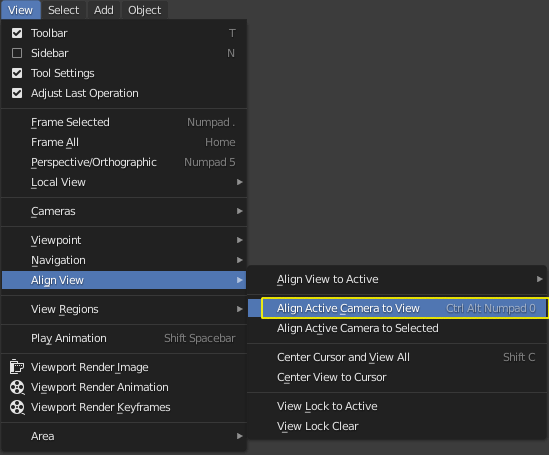 View Select Add Object
Toolbar T
Sidebar N
Tool Settings
Adjust Last Operation
Frame Selected Numpad .
Frame All Home
Perspective/Orthographic Numpad 5
Local View
Cameras
Viewpoint
Navigation
Align View
View Regions
Play Animation Shift Spacebar
Viewport Render Image
Viewport Render Animation
Viewport Render Keyframes
Area
Align View to Active
Align Active Camera to View Ctrl Alt Numpad 0
Align Active Camera to Selected
Center Cursor and View All Shift C
Center View to Cursor
View Lock to Active
View Lock Clear